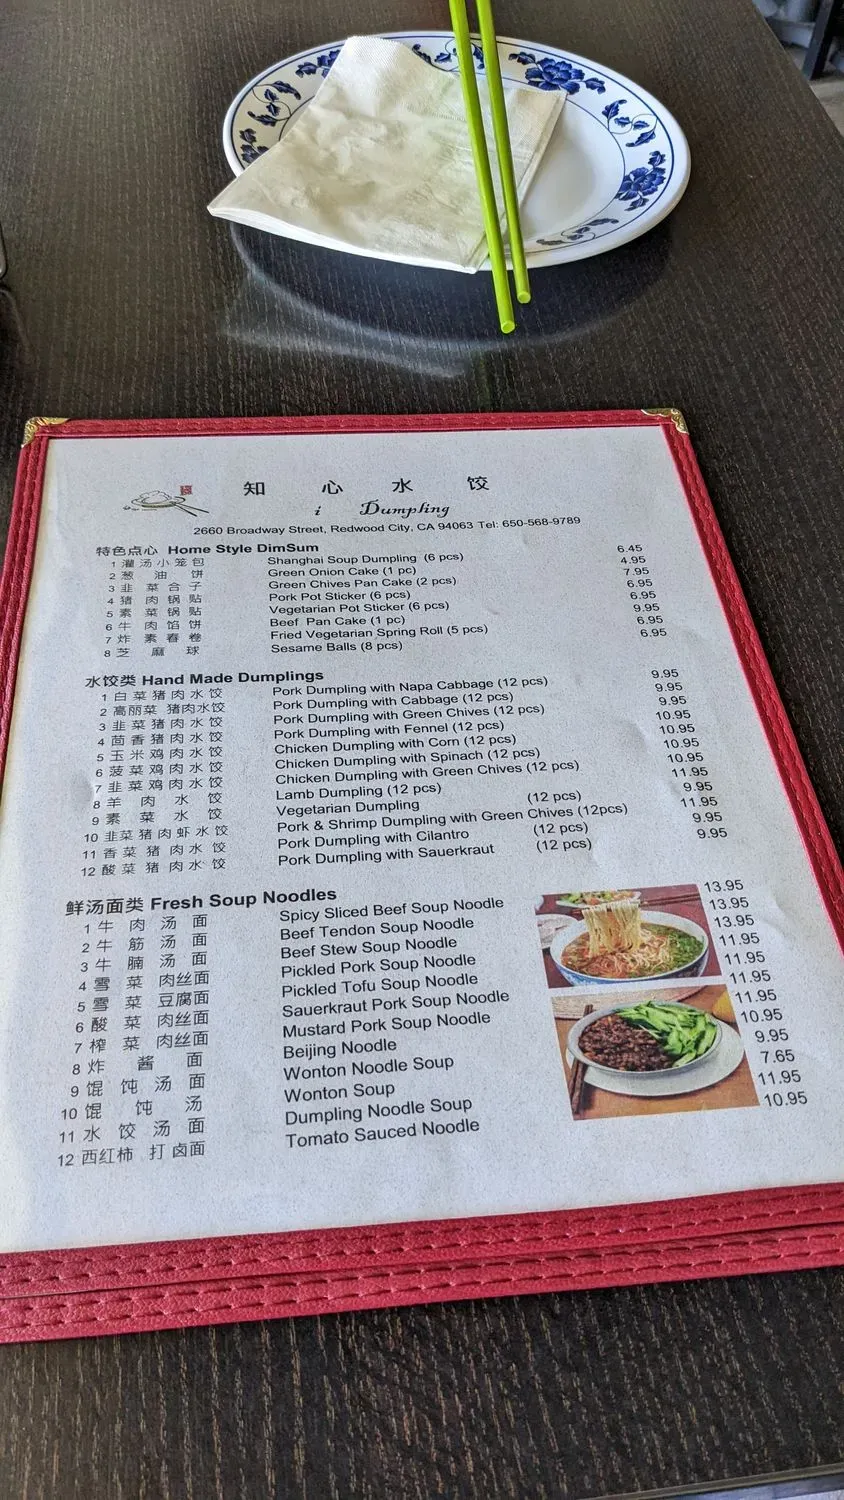 知 心 水 饺
i Dumpling
2660 Broadway Street, Redwood City, CA 94063 Tel: 650-568-9789
特色点心 Home Style DimSum
1 灌汤小笼包 Shanghai Soup Dumpling (6 pcs) 6.45
2 葱油饼 Green Onion Cake (1 pc) 4.95
3 韭菜合子 Green Chives Pan Cake (2 pcs) 7.95
4 猪肉锅贴 Pork Pot Sticker (6 pcs) 6.95
5 素菜锅贴 Vegetarian Pot Sticker (6 pcs) 6.95
6 牛肉馅饼 Beef Pan Cake (1 pc) 9.95
7 炸素春卷 Fried Vegetarian Spring Roll (5 pcs) 6.95
8 芝麻球 Sesame Balls (8 pcs) 6.95
水饺类 Hand Made Dumplings
1 白菜猪肉水饺 Pork Dumpling with Napa Cabbage (12 pcs) 9.95
2 高丽菜 猪肉水饺 Pork Dumpling with Cabbage (12 pcs) 9.95
3 韭菜猪肉水饺 Pork Dumpling with Green Chives (12 pcs) 9.95
4 茴香猪肉水饺 Pork Dumpling with Fennel (12 pcs) 10.95
5 玉米鸡肉水饺 Chicken Dumpling with Corn (12 pcs) 10.95
6 菠菜鸡肉水饺 Chicken Dumpling with Spinach (12 pcs) 10.95
7 韭菜鸡肉水饺 Chicken Dumpling with Green Chives (12 pcs) 10.95
8 羊肉水饺 Lamb Dumpling (12 pcs) 11.95
9 素菜水饺 Vegetarian Dumpling (12 pcs) 9.95
10 韭菜猪肉虾水饺 Pork & Shrimp Dumpling with Green Chives (12pcs) 11.95
11 香菜猪肉水饺 Pork Dumpling with Cilantro (12 pcs) 9.95
12 酸菜猪肉水饺 Pork Dumpling with Sauerkraut (12 pcs) 9.95
鲜汤面类 Fresh Soup Noodles
1 牛肉汤面 Spicy Sliced Beef Soup Noodle 13.95
2 牛筋汤面 Beef Tendon Soup Noodle 13.95
3 牛腩汤面 Beef Stew Soup Noodle 13.95
4 雪菜 肉丝面 Pickled Pork Soup Noodle 11.95
5 雪菜 豆腐面 Pickled Tofu Soup Noodle 11.95
6 酸菜 肉丝面 Sauerkraut Pork Soup Noodle 11.95
7 榨菜 肉丝面 Mustard Pork Soup Noodle 11.95
8 炸酱面 Beijing Noodle 10.95
9 馄饨汤面 Wonton Noodle Soup 9.95
10 馄饨汤 Wonton Soup 7.65
11 水饺汤面 Dumpling Noodle Soup 11.95
12 西红柿 打卤面 Tomato Sauced Noodle 10.95